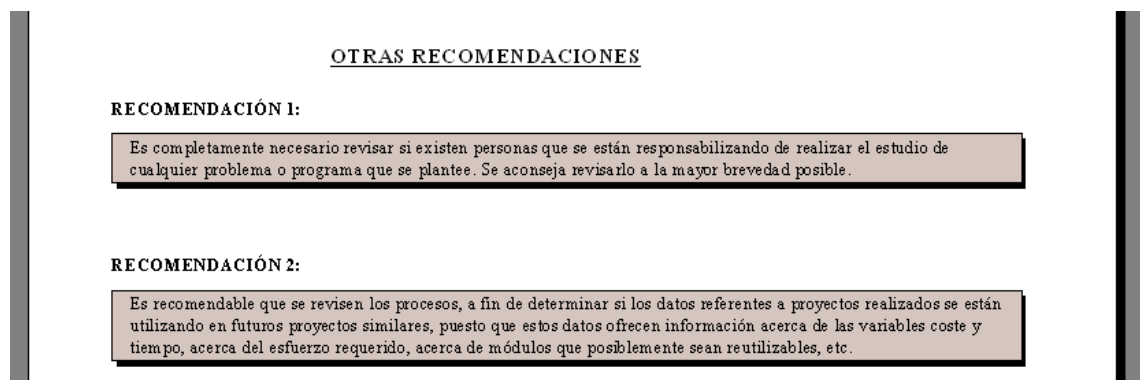 OTRAS RECOMENDACIONES
RECOMENDACIÓN 1:
Es completamente necesario revisar si existen personas que se están responsabilizando de realizar el estudio de
cualquier problema o programa que se plantee. Se aconseja revisarlo a la mayor brevedad posible.
RECOMENDACIÓN 2:
Es recomendable que se revisen los procesos, a fin de determinar si los datos referentes a proyectos realizados se están
utilizando en futuros proyectos similares, puesto que estos datos ofrecen información acerca de las variables coste y
tiempo, acerca del esfuerzo requerido, acerca de módulos que posiblemente sean reutilizables, etc.